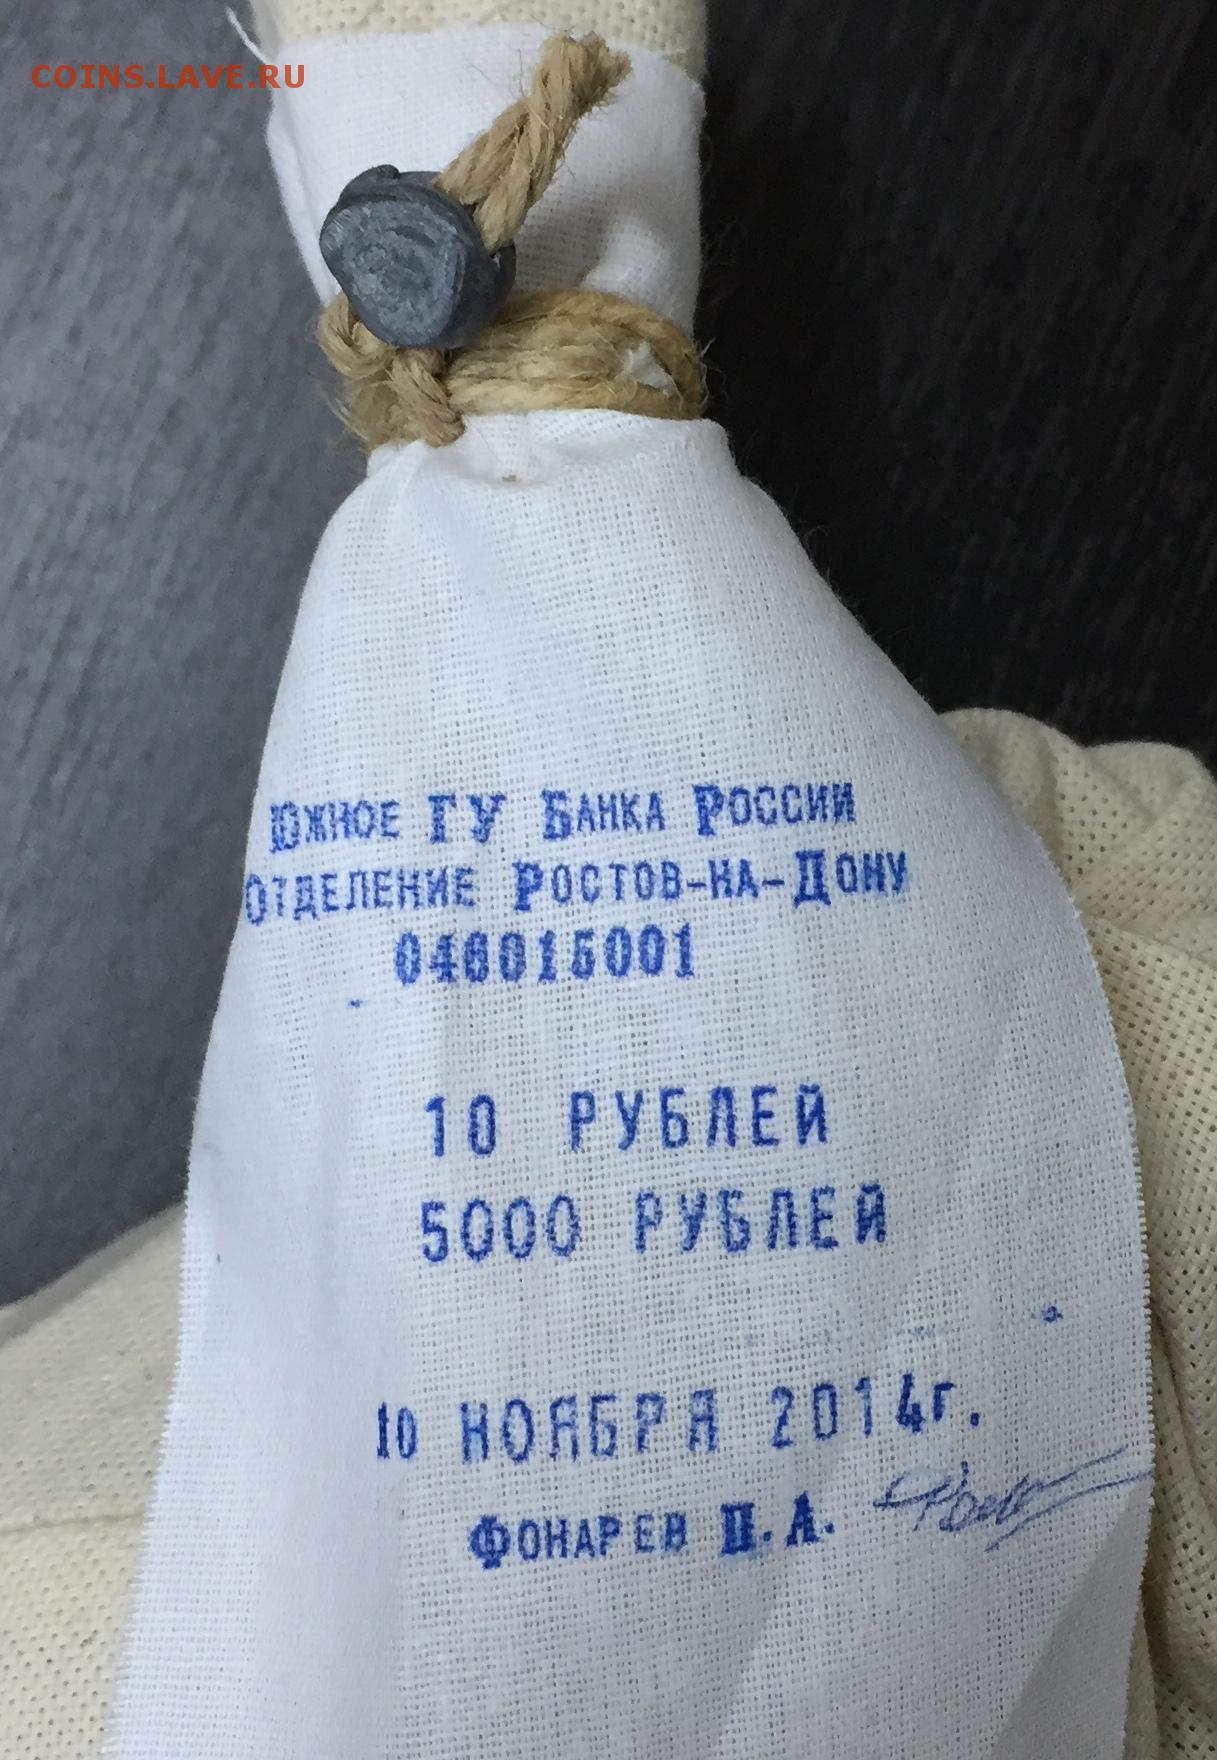 COINS.LAVE.RU
Южное ГУ Банка России
Отделение Ростов-на-Дону
046015001
10 РУБЛЕЙ
5000 РУБЛЕЙ
10 НОЯБРЯ 2014г.
Фонарев П.А.